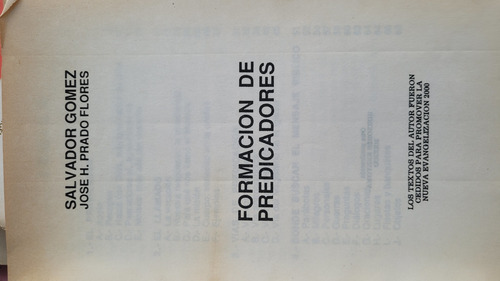 SALVADOR GOMEZ
JOSE H. PRADO FLORES
FORMACION DE
PREDICADORES
LOS TEXTOS DEL AUTOR FUERON
CEDIDOS PARA PROMOVER LA
NUEVA EVANGELIZACION 2000